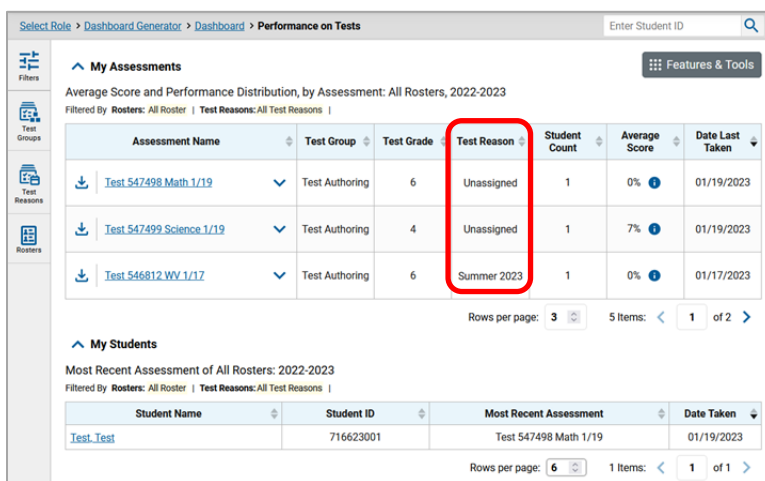 Select Role > Dashboard Generator > Dashboard > Performance on Tests
Enter Student ID
Filters
Test Groups
Test Reasons
Rosters
My Assessments
Features & Tools
Average Score and Performance Distribution, by Assessment: All Rosters, 2022-2023
Filtered By Rosters: All Roster | Test Reasons: All Test Reasons |
Assessment Name Test Group Test Grade Test Reason Student Count Average Score Date Last Taken
Test 547498 Math 1/19 Test Authoring 6 Unassigned 1 0% 01/19/2023
Test 547499 Science 1/19 Test Authoring 4 Unassigned 1 7% 01/19/2023
Test 546812 WV 1/17 Test Authoring 6 Summer 2023 1 0% 01/17/2023
Rows per page: 3 5 Items: < 1 of 2 >
My Students
Most Recent Assessment of All Rosters: 2022-2023
Filtered By Rosters: All Roster | Test Reasons: All Test Reasons |
Student Name Student ID Most Recent Assessment Date Taken
Test, Test 716623001 Test 547498 Math 1/19 01/19/2023
Rows per page: 6 1 Items: < 1 of 1 >